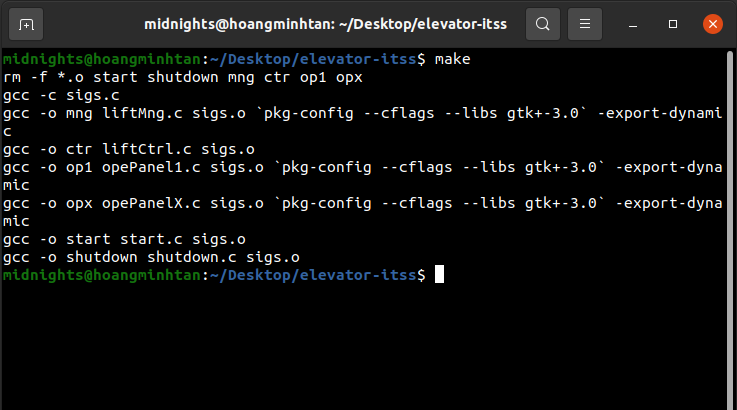 midnights@hoangminhtan: ~/Desktop/elevator-itss
midnights@hoangminhtan:~/Desktop/elevator-itss$ make
rm -f *.o start shutdown mng ctr op1 opx
gcc -c sigs.c
gcc -o mng liftMng.c sigs.o `pkg-config --cflags --libs gtk+-3.0` -export-dynami
c
gcc -o ctr liftCtrl.c sigs.o
gcc -o op1 opePanel1.c sigs.o `pkg-config --cflags --libs gtk+-3.0` -export-dyna
mic
gcc -o opx opePanelX.c sigs.o `pkg-config --cflags --libs gtk+-3.0` -export-dyna
mic
gcc -o start start.c sigs.o
gcc -o shutdown shutdown.c sigs.o
midnights@hoangminhtan:~/Desktop/elevator-itss$